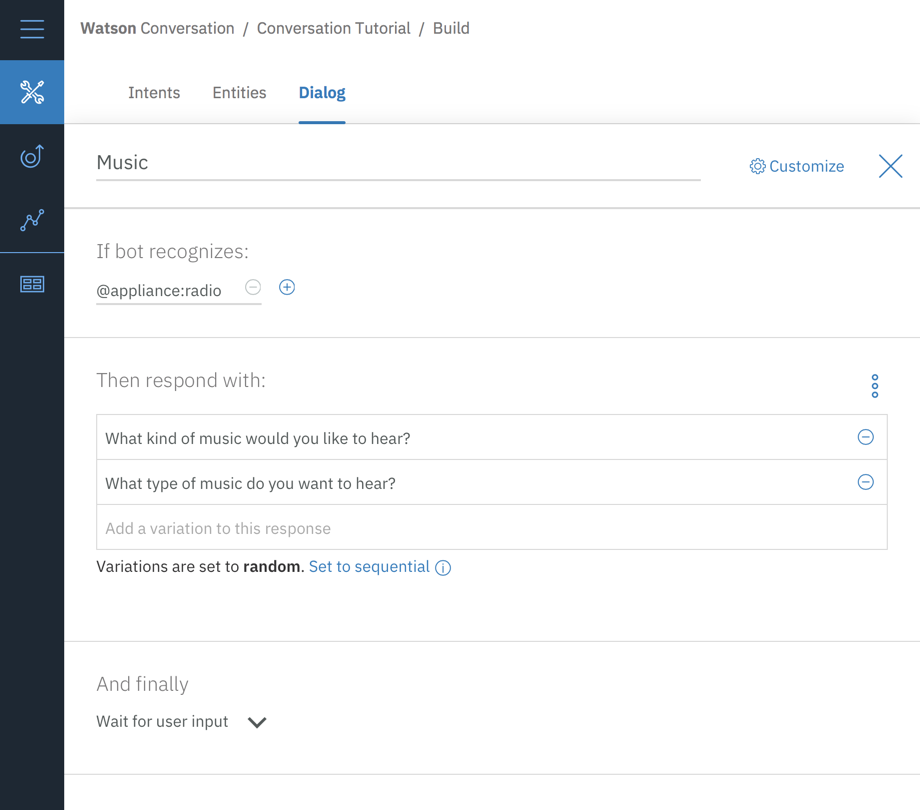 Watson Conversation / Conversation Tutorial / Build
Intents Entities Dialog
Music
Customize
If bot recognizes:
@appliance:radio
Then respond with:
What kind of music would you like to hear?
What type of music do you want to hear?
Add a variation to this response
Variations are set to random. Set to sequential
And finally
Wait for user input